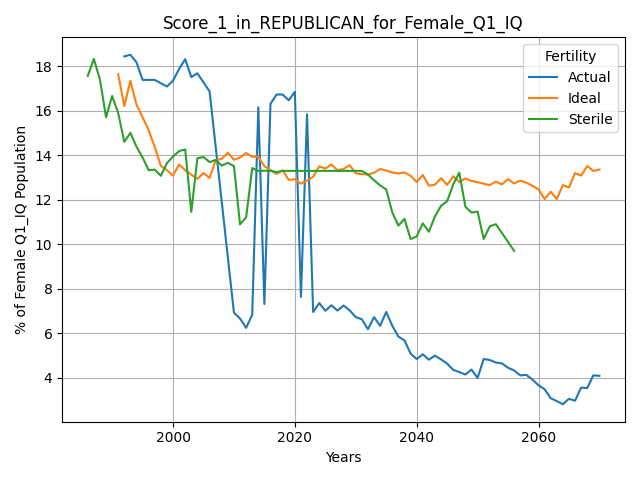 Score_1_in_REPUBLICAN_for_Female_Q1_IQ
Fertility
Actual
Ideal
Sterile
% of Female Q1_IQ Population
18
16
14
12
10
8
6
4
2000
2020
2040
2060
Years